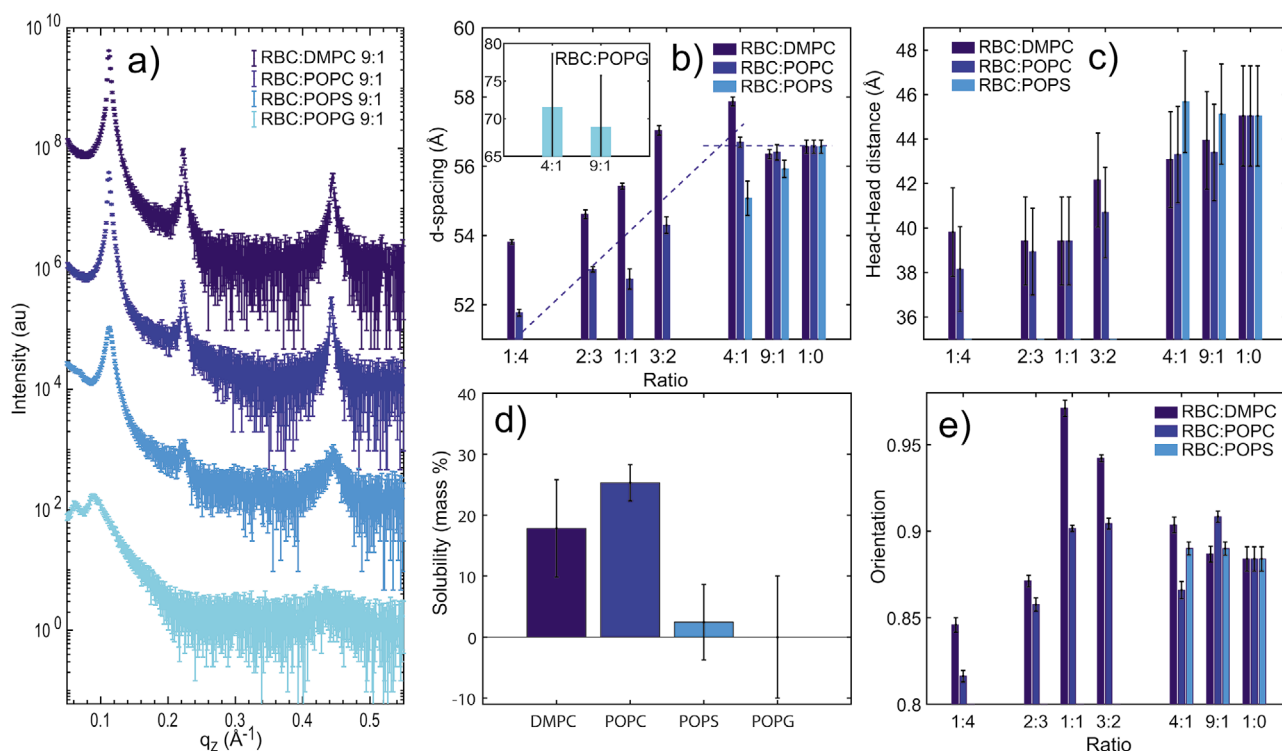 a)
RBC:DMPC 9:1
RBC:POPC 9:1
RBC:POPS 9:1
RBC:POPG 9:1
10^10
10^8
10^6
10^4
10^2
10^0
Intensity (au)
0.1 0.2 0.3 0.4 0.5
q_z (Å^-1)
b)
RBC:DMPC
RBC:POPC
RBC:POPS
RBC:POPG
80
75
70
65
4:1 9:1
58
56
54
52
d-spacing (Å)
1:4 2:3 1:1 3:2 4:1 9:1 1:0
Ratio
c)
RBC:DMPC
RBC:POPC
RBC:POPS
48
46
44
42
40
38
36
Head-Head distance (Å)
1:4 2:3 1:1 3:2 4:1 9:1 1:0
d)
40
30
20
10
0
-10
Solubility (mass %)
DMPC POPC POPS POPG
e)
RBC:DMPC
RBC:POPC
RBC:POPS
0.95
0.9
0.85
0.8
Orientation
1:4 2:3 1:1 3:2 4:1 9:1 1:0
Ratio